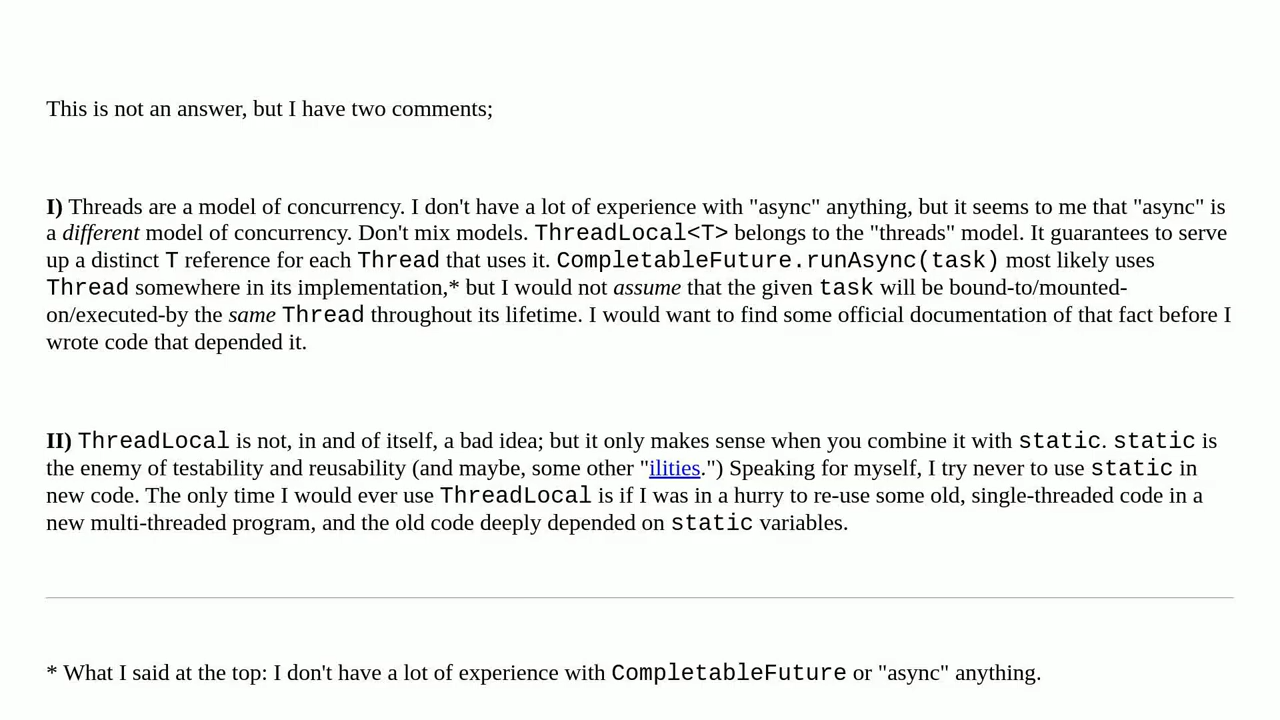 This is not an answer, but I have two comments;
I) Threads are a model of concurrency. I don't have a lot of experience with "async" anything, but it seems to me that "async" is
a different model of concurrency. Don't mix models. ThreadLocal<T> belongs to the "threads" model. It guarantees to serve
up a distinct T reference for each Thread that uses it. CompletableFuture.runAsync(task) most likely uses
Thread somewhere in its implementation,* but I would not assume that the given task will be bound-to/mounted-
on/executed-by the same Thread throughout its lifetime. I would want to find some official documentation of that fact before I
wrote code that depended it.
II) ThreadLocal is not, in and of itself, a bad idea; but it only makes sense when you combine it with static. static is
the enemy of testability and reusability (and maybe, some other "ilities.") Speaking for myself, I try never to use static in
new code. The only time I would ever use ThreadLocal is if I was in a hurry to re-use some old, single-threaded code in a
new multi-threaded program, and the old code deeply depended on static variables.
* What I said at the top: I don't have a lot of experience with CompletableFuture or "async" anything.